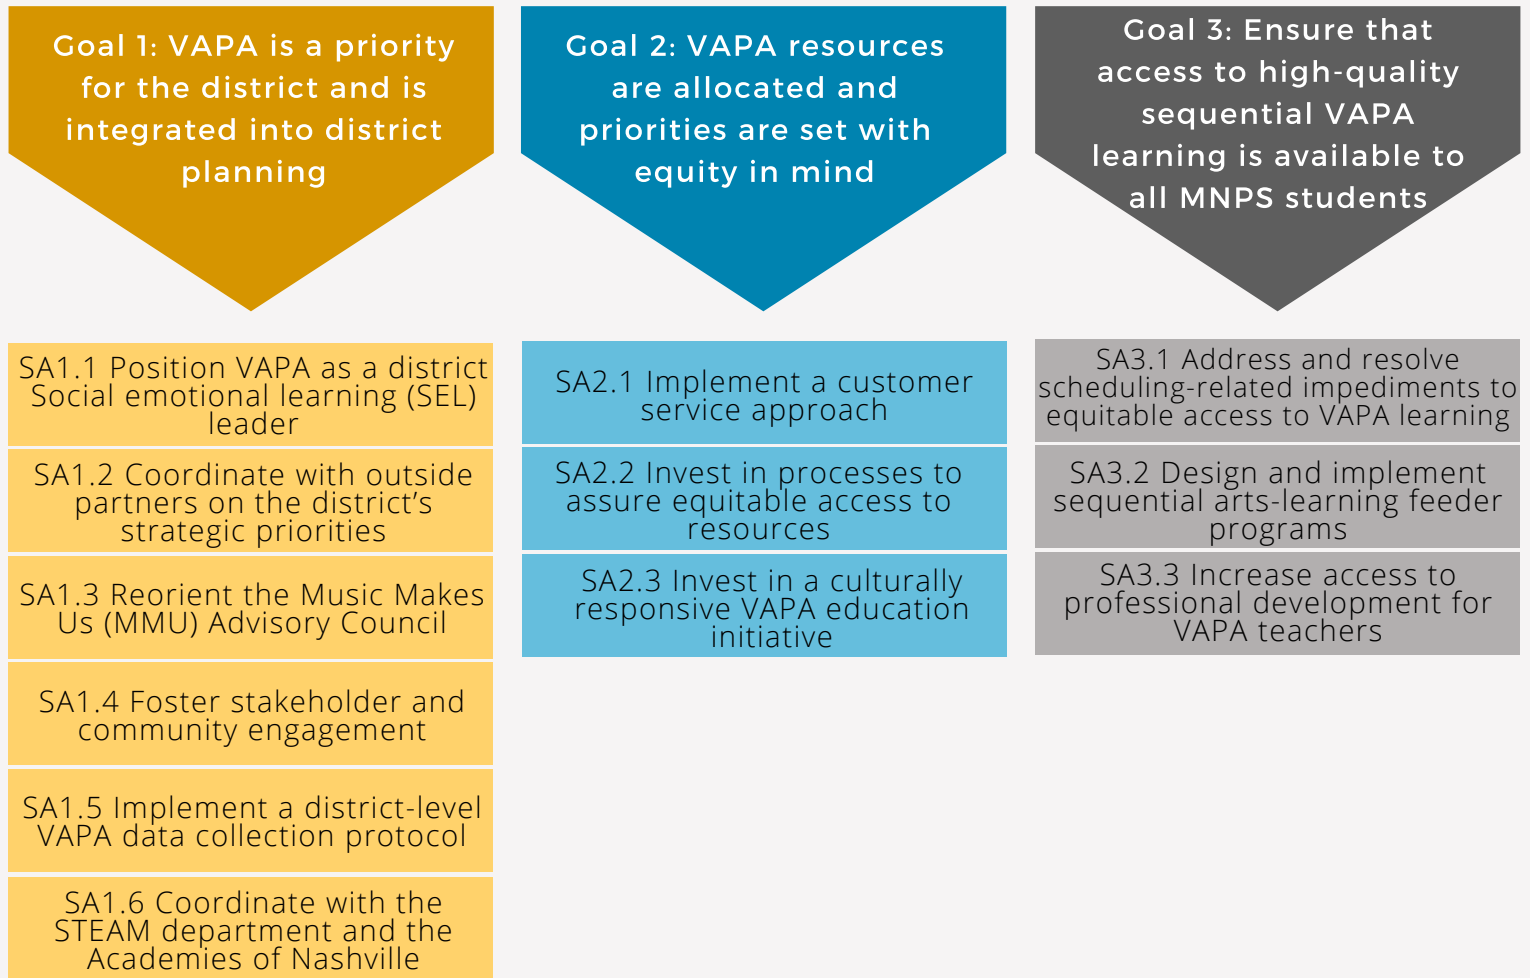 Goal 1: VAPA is a priority
for the district and is
integrated into district
planning
SA1.1 Position VAPA as a district
Social emotional learning (SEL)
leader
SA1.2 Coordinate with outside
partners on the district’s
strategic priorities
SA1.3 Reorient the Music Makes
Us (MMU) Advisory Council
SA1.4 Foster stakeholder and
community engagement
SA1.5 Implement a district-level
VAPA data collection protocol
SA1.6 Coordinate with the
STEAM department and the
Academies of Nashville
Goal 2: VAPA resources
are allocated and
priorities are set with
equity in mind
SA2.1 Implement a customer
service approach
SA2.2 Invest in processes to
assure equitable access to
resources
SA2.3 Invest in a culturally
responsive VAPA education
initiative
Goal 3: Ensure that
access to high-quality
sequential VAPA
learning is available to
all MNPS students
SA3.1 Address and resolve
scheduling-related impediments to
equitable access to VAPA learning
SA3.2 Design and implement
sequential arts-learning feeder
programs
SA3.3 Increase access to
professional development for
VAPA teachers